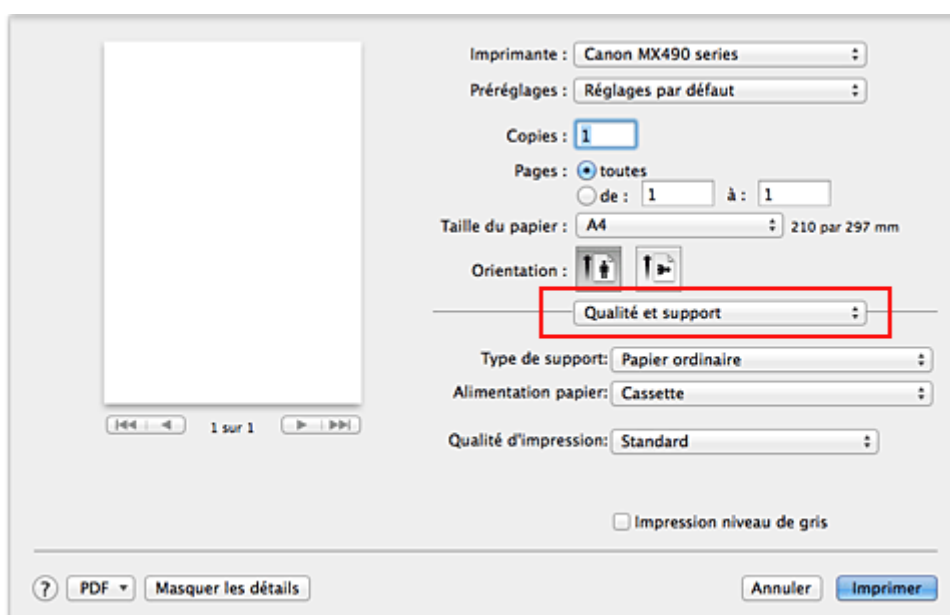 Imprimante : Canon MX490 series
Préréglages : Réglages par défaut
Copies : 1
Pages : toutes
de : 1 à : 1
Taille du papier : A4 210 par 297 mm
Orientation :
Qualité et support
Type de support: Papier ordinaire
Alimentation papier: Cassette
1 sur 1
Qualité d'impression: Standard
Impression niveau de gris
? PDF Masquer les détails Annuler Imprimer